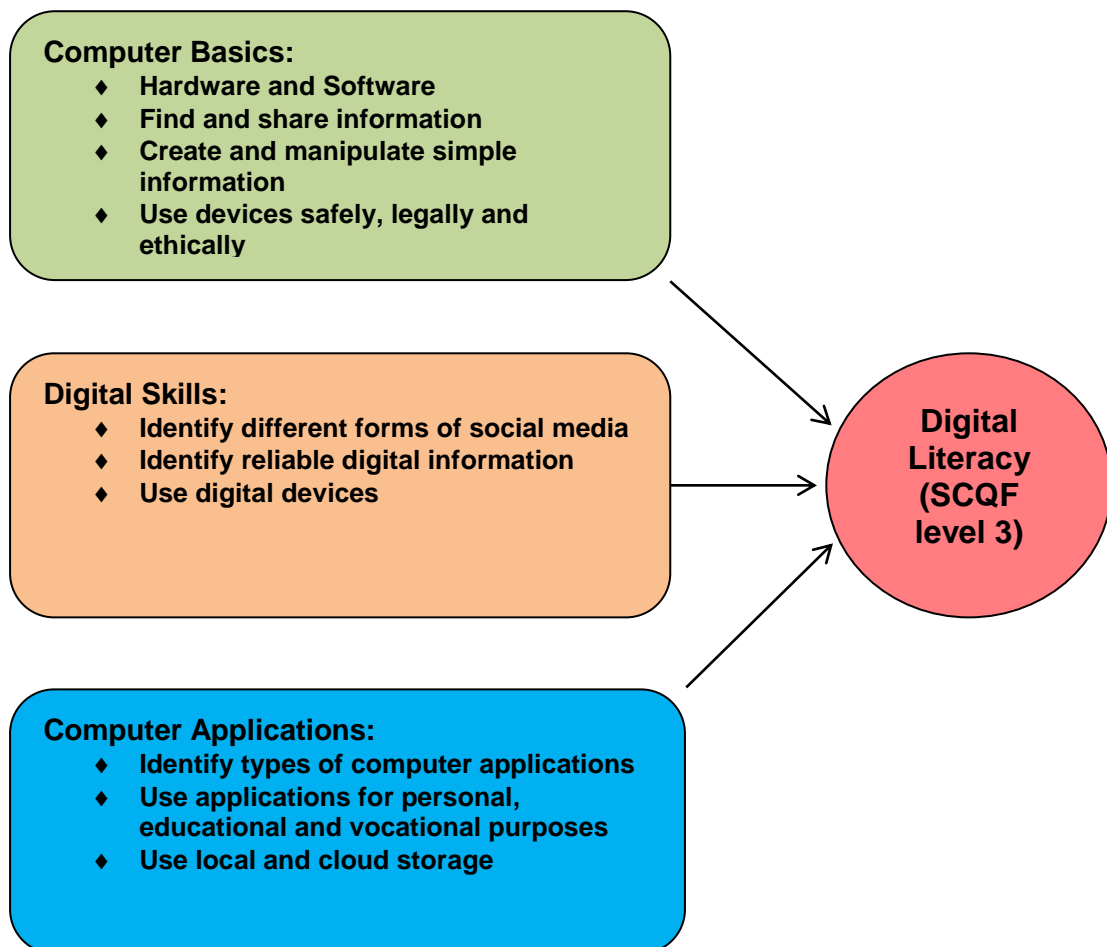 Computer Basics:
♦ Hardware and Software
♦ Find and share information
♦ Create and manipulate simple
information
♦ Use devices safely, legally and
ethically
Digital Skills:
♦ Identify different forms of social media
♦ Identify reliable digital information
♦ Use digital devices
Digital
Literacy
(SCQF
level 3)
Computer Applications:
♦ Identify types of computer applications
♦ Use applications for personal,
educational and vocational purposes
♦ Use local and cloud storage